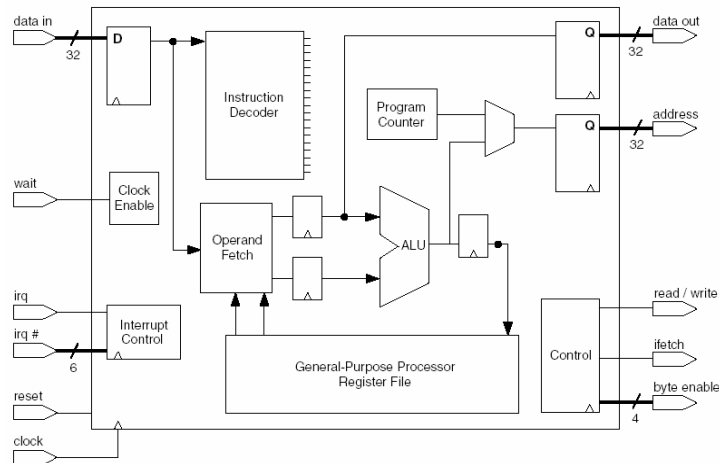 data in
32
D
Instruction
Decoder
Q
data out
32
Program
Counter
Q
address
32
wait
Clock
Enable
Operand
Fetch
ALU
irq
irq #
6
Interrupt
Control
General-Purpose Processor
Register File
Control
read / write
ifetch
byte enable
4
reset
clock